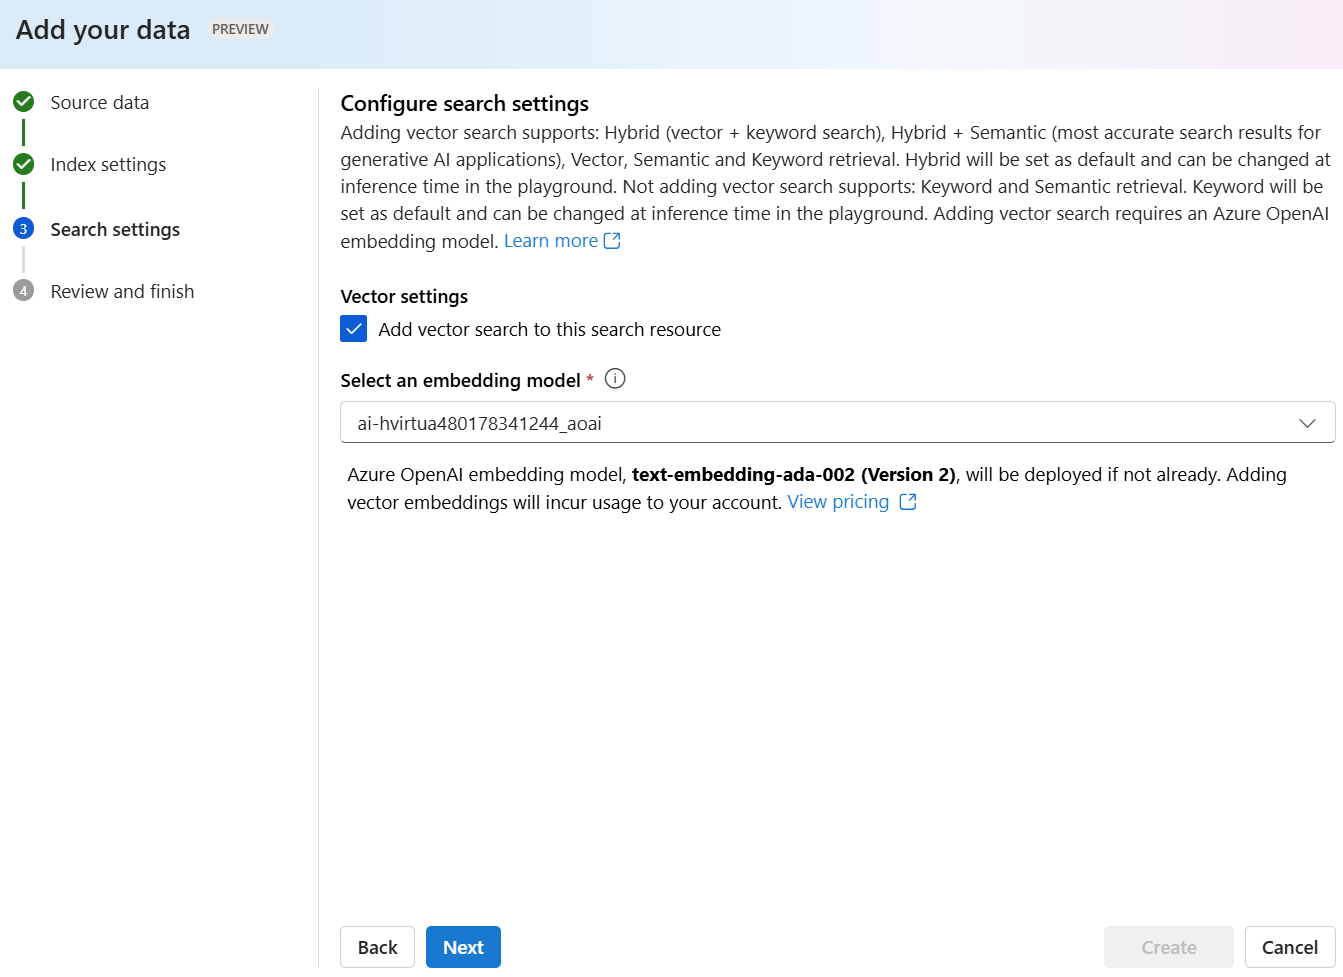 Add your data PREVIEW
Source data
Index settings
3 Search settings
4 Review and finish
Configure search settings
Adding vector search supports: Hybrid (vector + keyword search), Hybrid + Semantic (most accurate search results for
generative AI applications), Vector, Semantic and Keyword retrieval. Hybrid will be set as default and can be changed at
inference time in the playground. Not adding vector search supports: Keyword and Semantic retrieval. Keyword will be
set as default and can be changed at inference time in the playground. Adding vector search requires an Azure OpenAI
embedding model. Learn more
Vector settings
Add vector search to this search resource
Select an embedding model *
ai-hvirtua480178341244_aoai
Azure OpenAI embedding model, text-embedding-ada-002 (Version 2), will be deployed if not already. Adding
vector embeddings will incur usage to your account. View pricing
Back Next Create Cancel